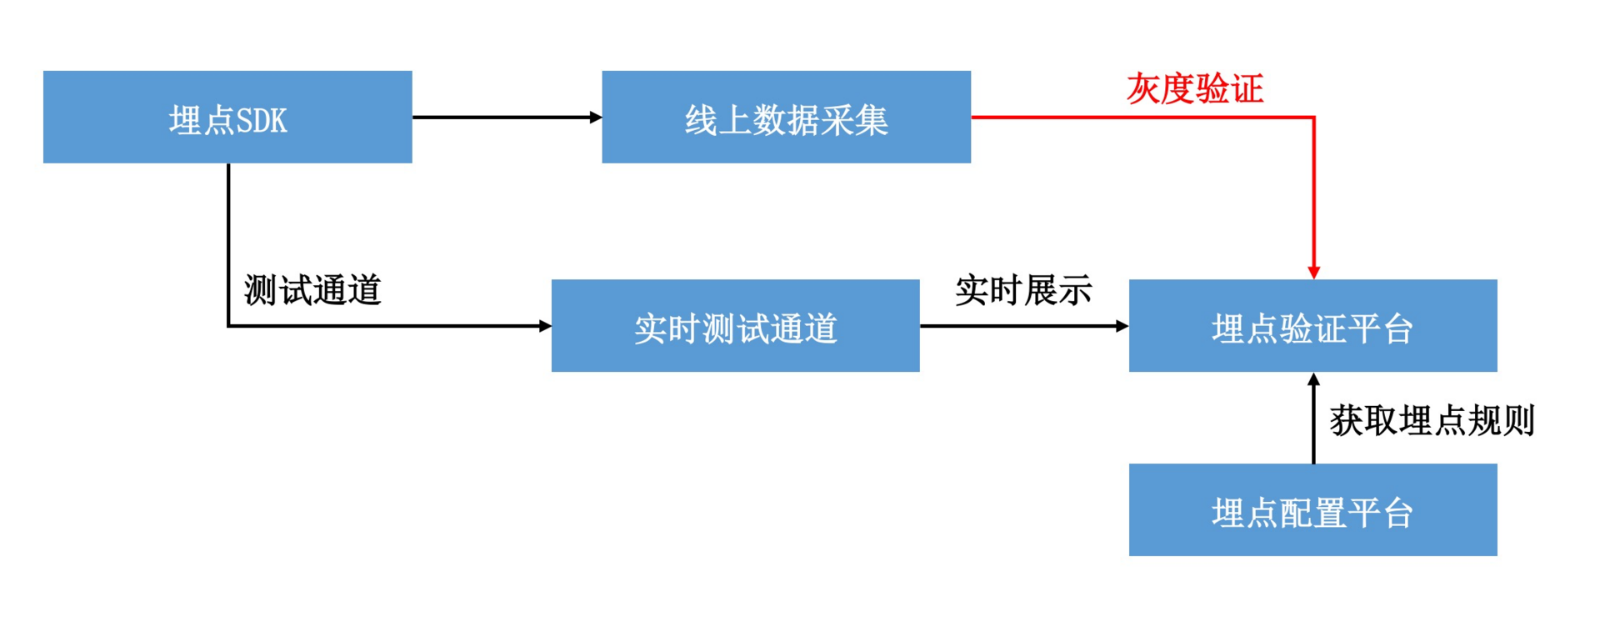 埋点SDK
线上数据采集
灰度验证
测试通道
实时测试通道
实时展示
埋点验证平台
获取埋点规则
埋点配置平台